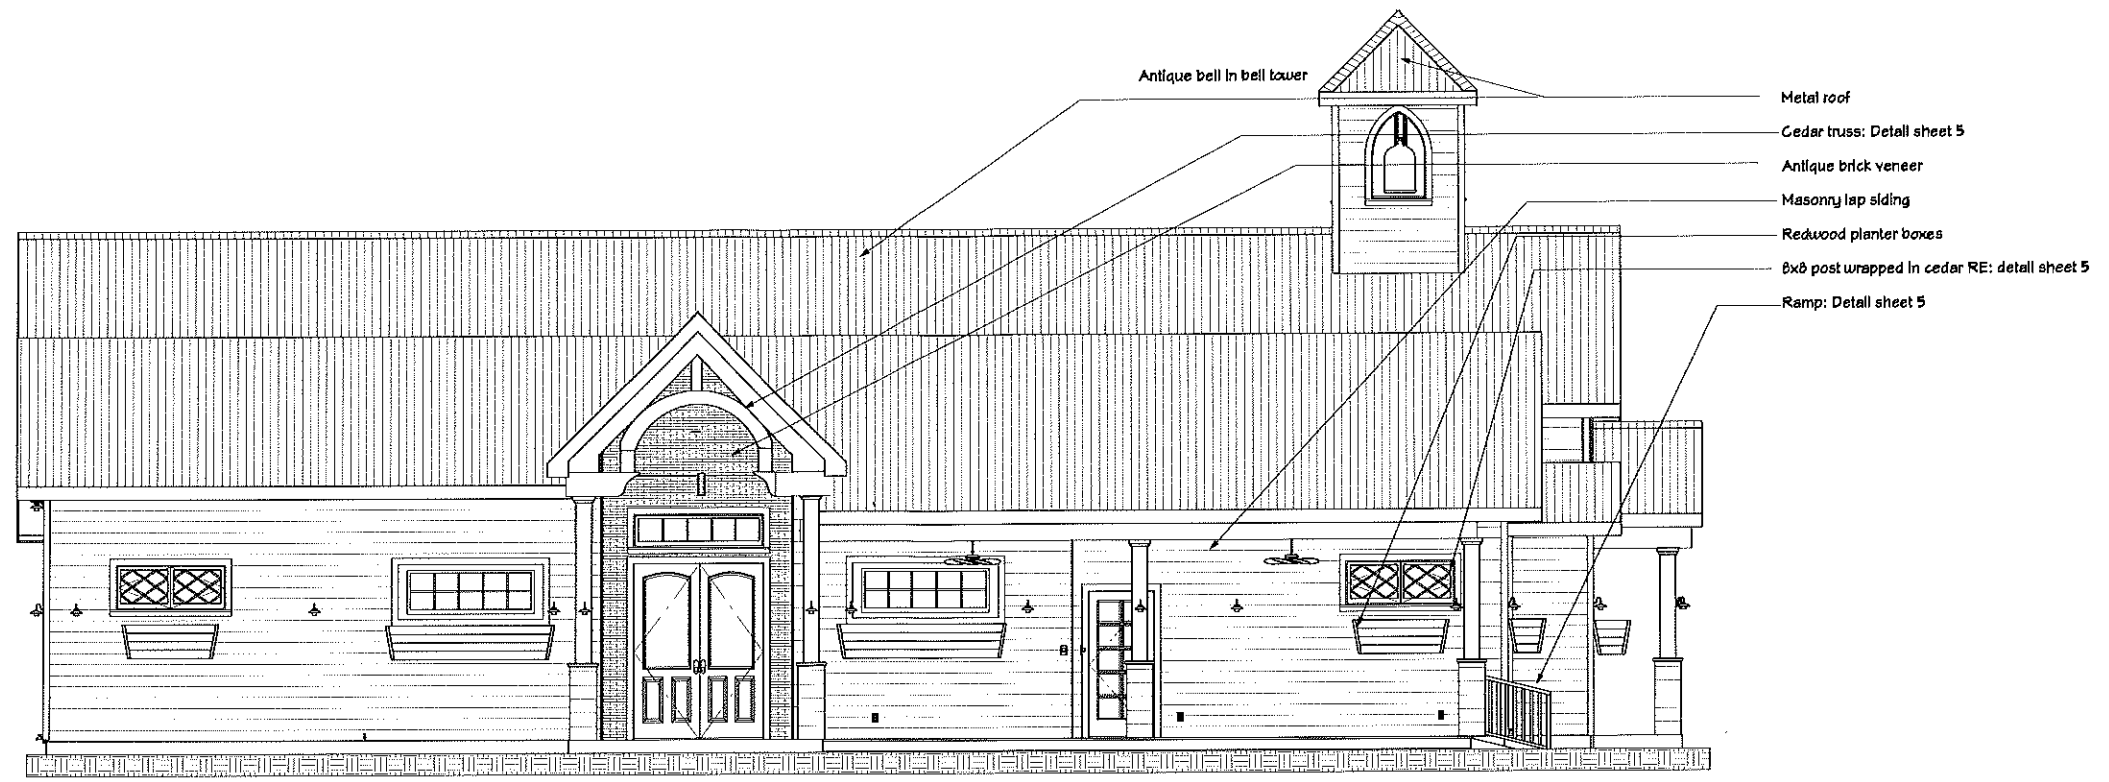 Antique bell in bell tower
Metal roof
Cedar truss: Detail sheet 5
Antique brick veneer
Masonry lap siding
Redwood planter boxes
8x8 post wrapped in cedar RE: detail sheet 5
Ramp: Detail sheet 5